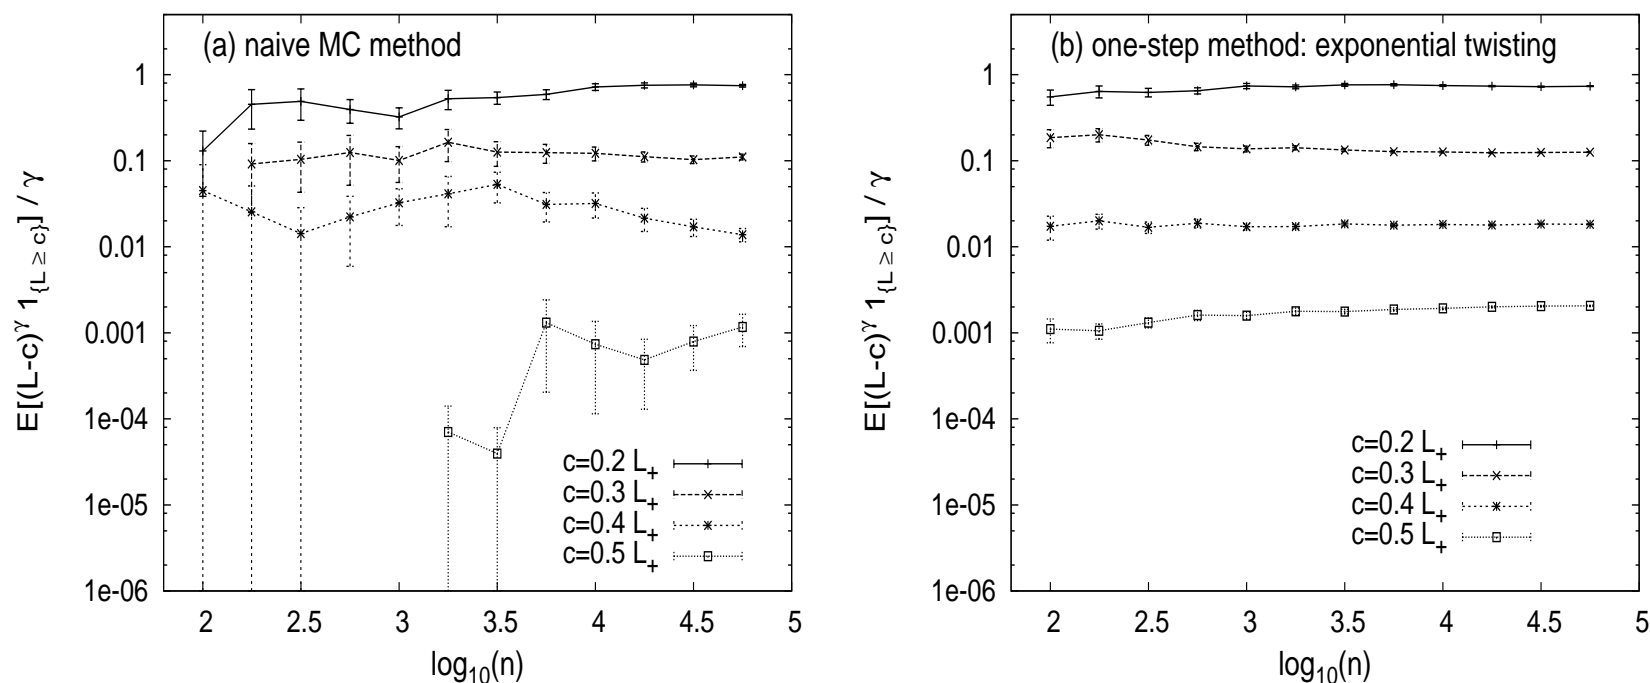 (a) naive MC method
E[(L-c)^γ 1_{L ≥ c}] / γ
1
0.1
0.01
0.001
1e-04
1e-05
1e-06
c=0.2 L_+
c=0.3 L_+
c=0.4 L_+
c=0.5 L_+
2 2.5 3 3.5 4 4.5 5
log_10(n)
(b) one-step method: exponential twisting
E[(L-c)^γ 1_{L ≥ c}] / γ
1
0.1
0.01
0.001
1e-04
1e-05
1e-06
c=0.2 L_+
c=0.3 L_+
c=0.4 L_+
c=0.5 L_+
2 2.5 3 3.5 4 4.5 5
log_10(n)